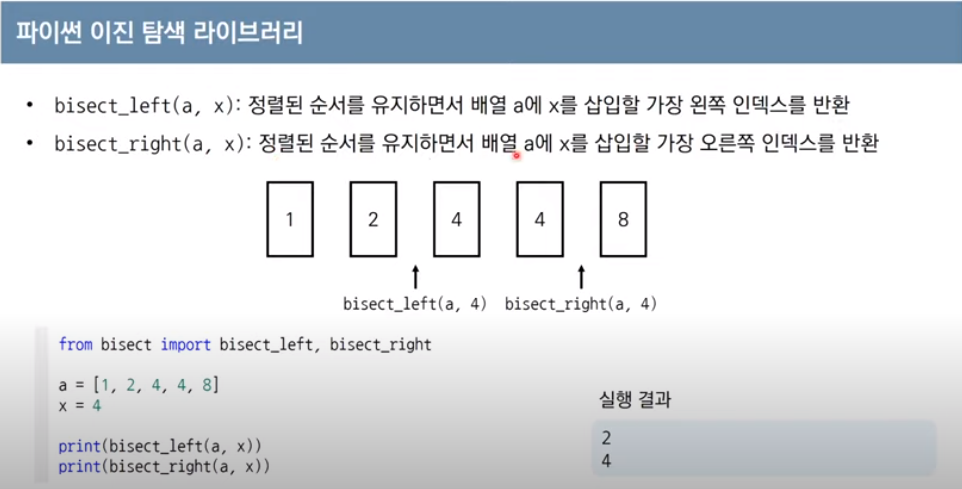 파이썬 이진 탐색 라이브러리
• bisect_left(a, x): 정렬된 순서를 유지하면서 배열 a에 x를 삽입할 가장 왼쪽 인덱스를 반환
• bisect_right(a, x): 정렬된 순서를 유지하면서 배열 a에 x를 삽입할 가장 오른쪽 인덱스를 반환
1 2 4 4 8
bisect_left(a, 4) bisect_right(a, 4)
from bisect import bisect_left, bisect_right
a = [1, 2, 4, 4, 8]
x = 4
print(bisect_left(a, x))
print(bisect_right(a, x))
실행 결과
2
4